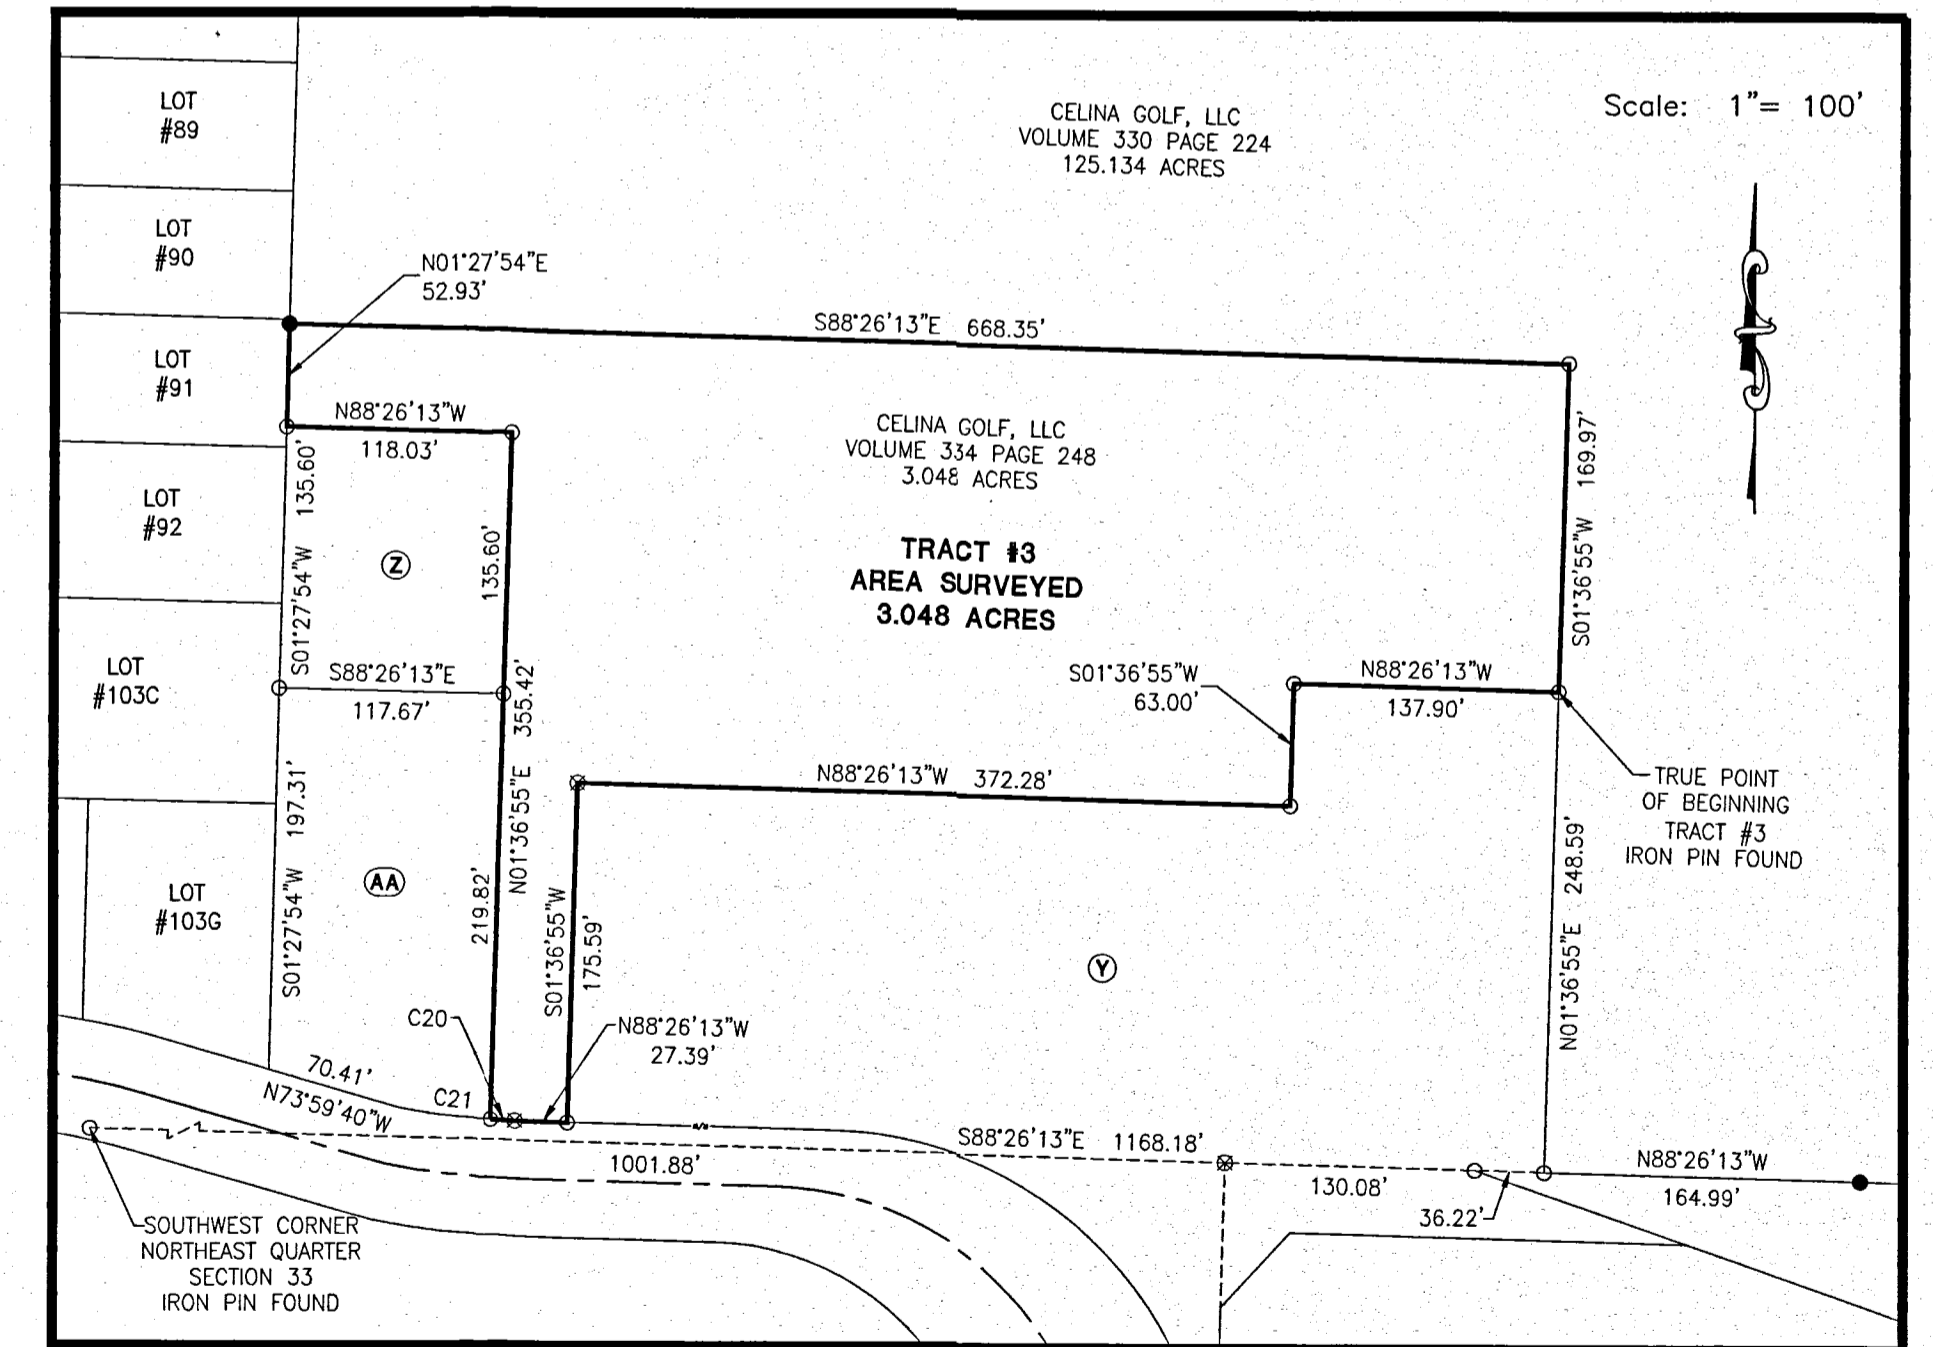 LOT
#89
CELINA GOLF, LLC
VOLUME 330 PAGE 224
125.134 ACRES
Scale: 1"= 100'
LOT
#90
N01°27'54"E
52.93'
S88°26'13"E 668.35'
LOT
#91
N88°26'13"W
118.03'
CELINA GOLF, LLC
VOLUME 334 PAGE 248
3.048 ACRES
S01°36'55"W 169.97'
LOT
#92
S01°27'54"W 135.60'
Z
135.60'
TRACT #3
AREA SURVEYED
3.048 ACRES
LOT
#103C
S88°26'13"E
117.67'
N01°36'55"E 355.42'
S01°36'55"W
63.00'
N88°26'13"W
137.90'
N88°26'13"W 372.28'
TRUE POINT
OF BEGINNING
TRACT #3
IRON PIN FOUND
LOT
#103G
S01°27'54"W 197.31'
AA
219.82'
S01°36'55"W
175.59'
Y
N01°36'55"E 248.59'
C20
N88°26'13"W
27.39'
70.41'
N73°59'40"W
C21
S88°26'13"E 1168.18'
1001.88'
130.08'
36.22'
N88°26'13"W
164.99'
SOUTHWEST CORNER
NORTHEAST QUARTER
SECTION 33
IRON PIN FOUND